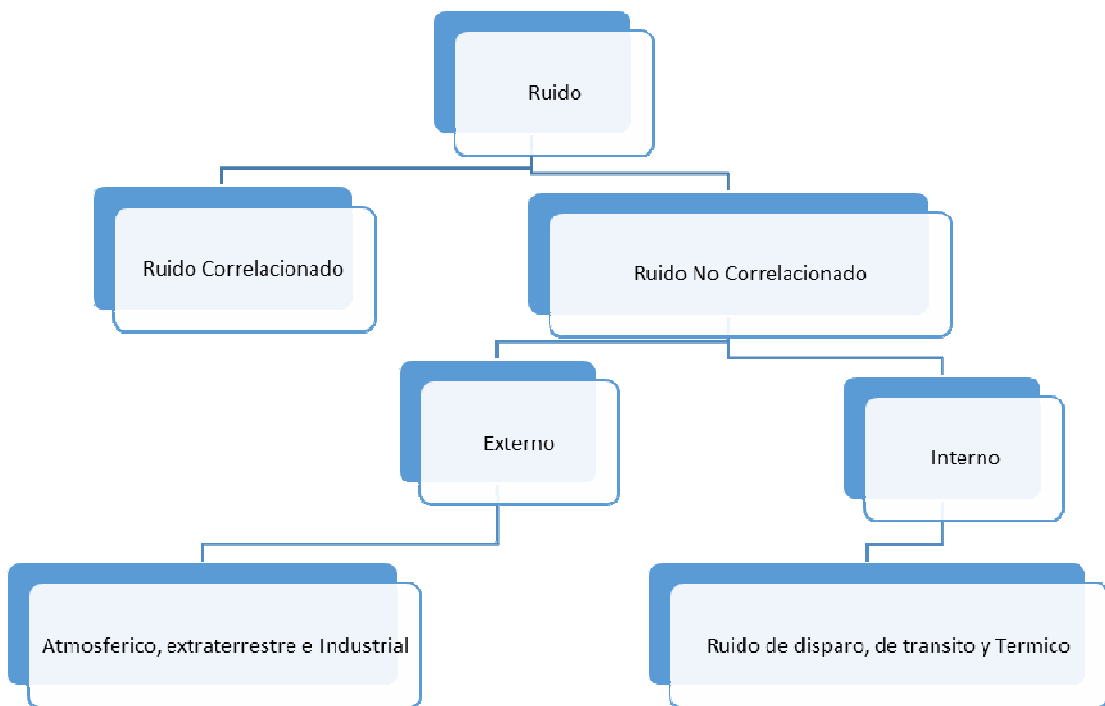 Ruido
Ruido Correlacionado
Ruido No Correlacionado
Externo
Interno
Atmosferico, extraterrestre e Industrial
Ruido de disparo, de transito y Termico